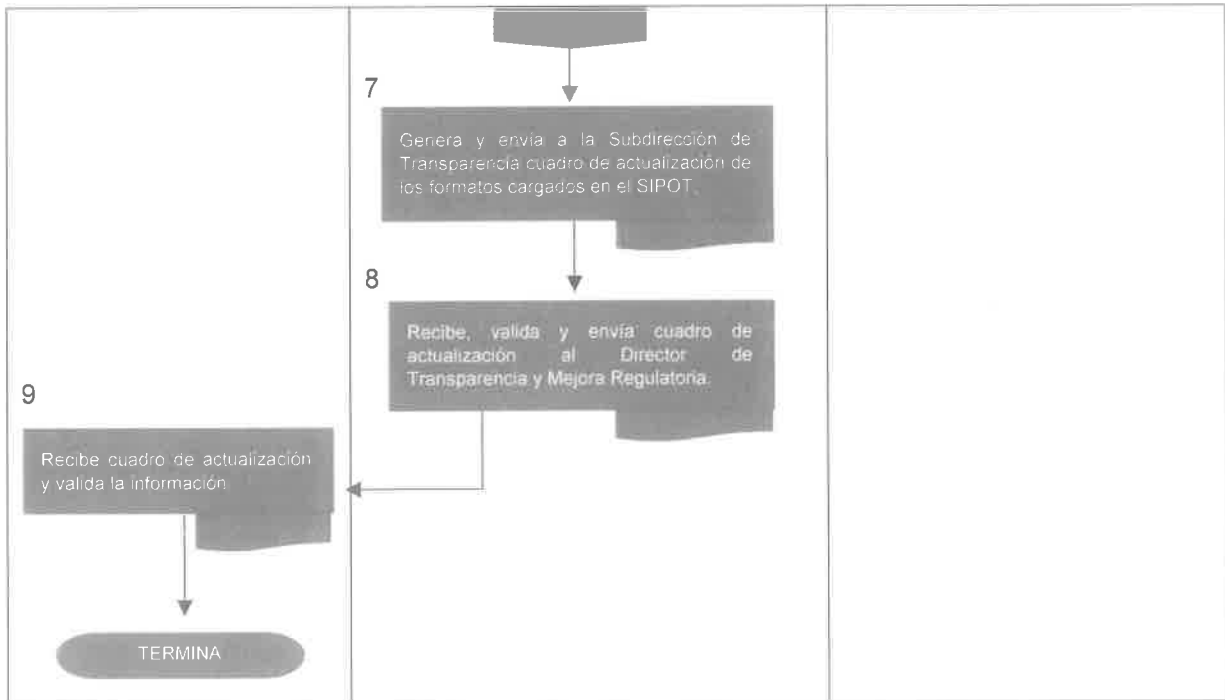 7
Genera y envía a la Subdirección de
Transparencia cuadro de actualización de
los formatos cargados en el SIPOT.
8
Recibe, valida y envía cuadro de
actualización al Director de
Transparencia y Mejora Regulatoria.
9
Recibe cuadro de actualización
y valida la información
TERMINA